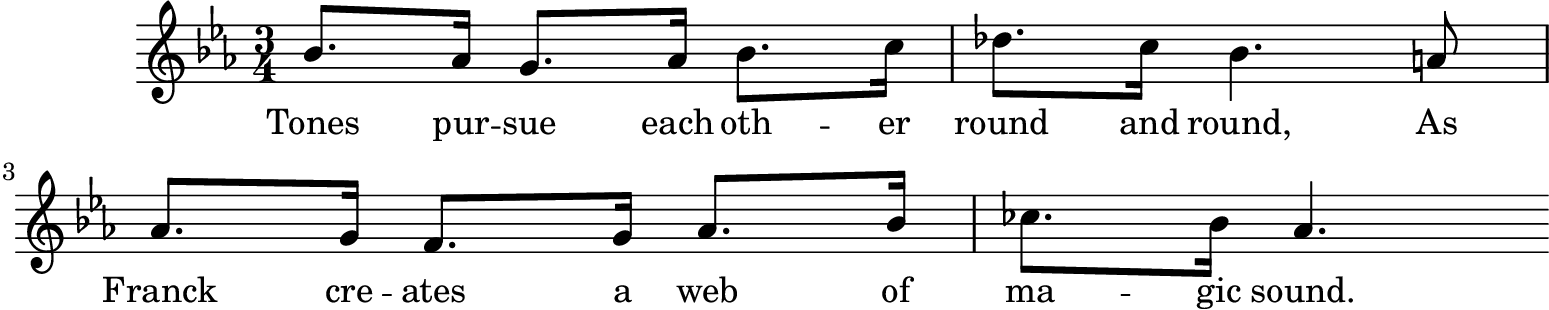 3
4
Tones pur -- sue each oth -- er round and round, As
3
Franck cre -- ates a web of ma -- gic sound.